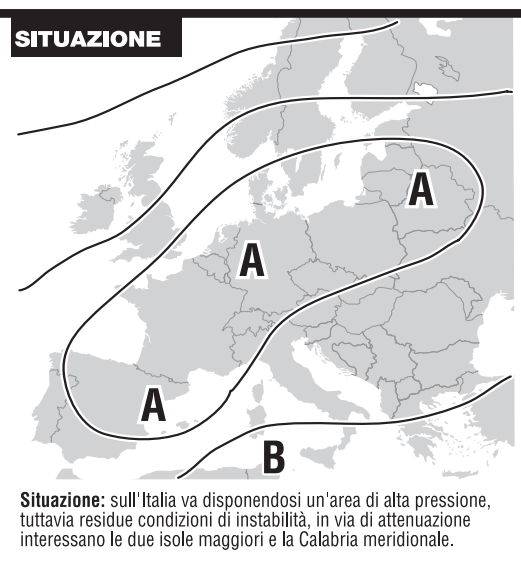 SITUAZIONE
A
A
A
B
Situazione: sull'Italia va disponendosi un'area di alta pressione,
tuttavia residue condizioni di instabilità, in via di attenuazione
interessano le due isole maggiori e la Calabria meridionale.